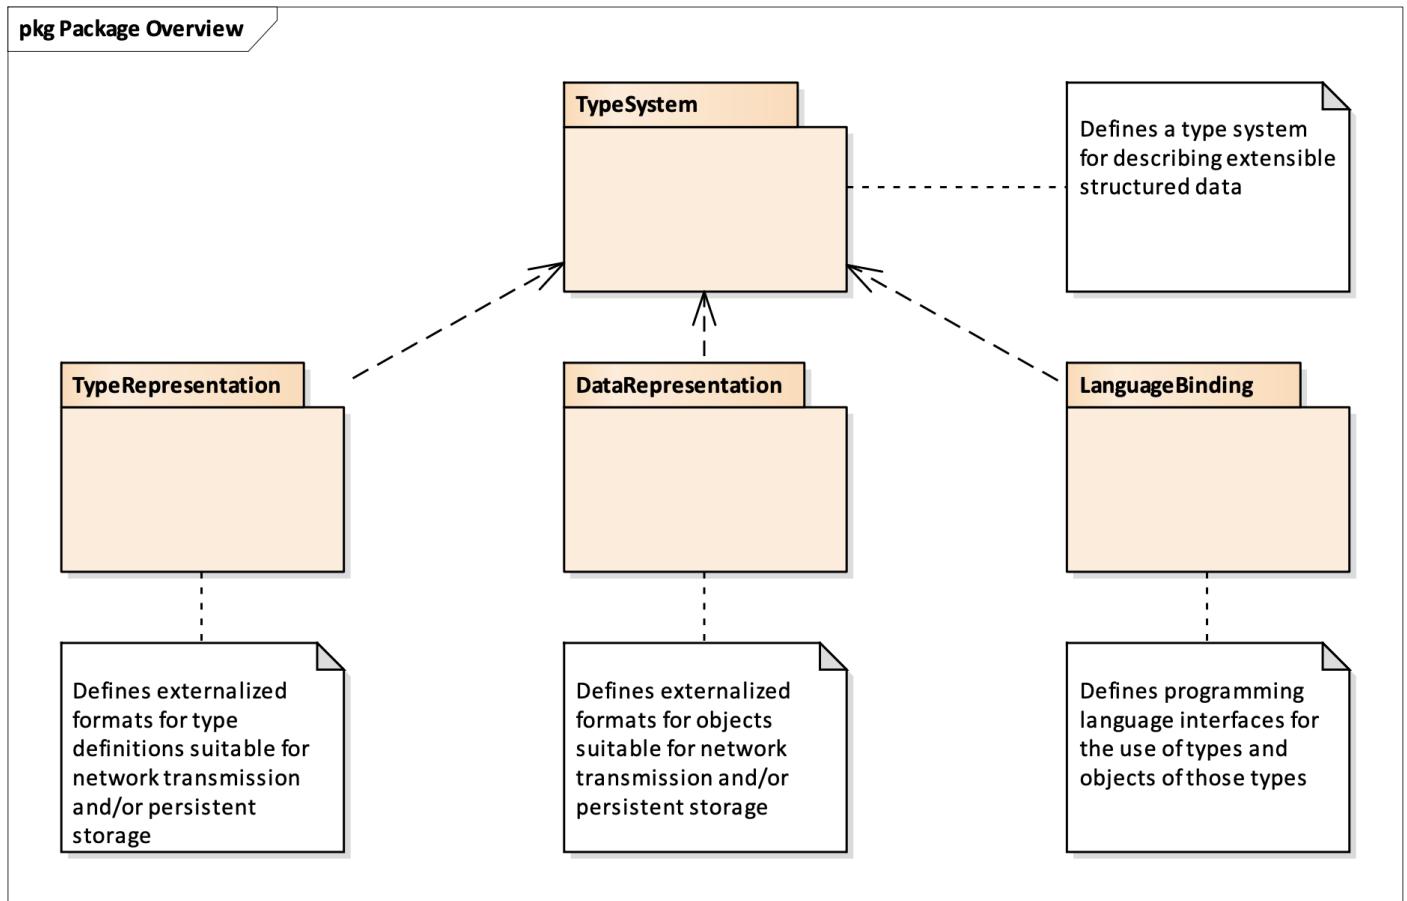 pkg Package Overview
TypeSystem
Defines a type system
for describing extensible
structured data
TypeRepresentation
DataRepresentation
LanguageBinding
Defines externalized
formats for type
definitions suitable for
network transmission
and/or persistent
storage
Defines externalized
formats for objects
suitable for network
transmission and/or
persistent storage
Defines programming
language interfaces for
the use of types and
objects of those types